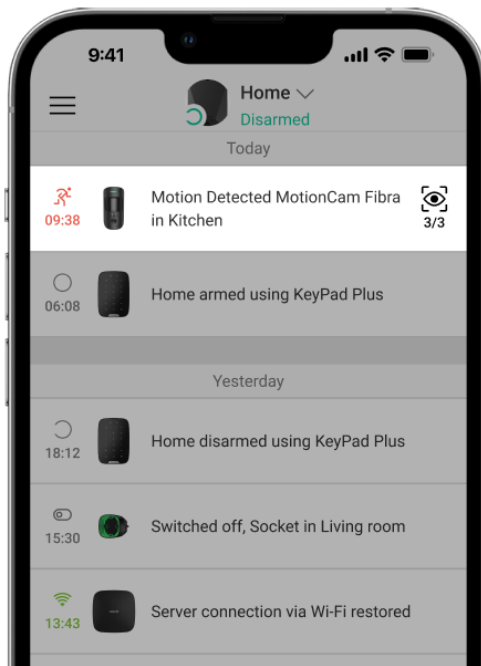 9:41
Home
Disarmed
Today
Motion Detected MotionCam Fibra
in Kitchen
09:38
3/3
Home armed using KeyPad Plus
06:08
Yesterday
Home disarmed using KeyPad Plus
18:12
Switched off, Socket in Living room
15:30
Server connection via Wi-Fi restored
13:43